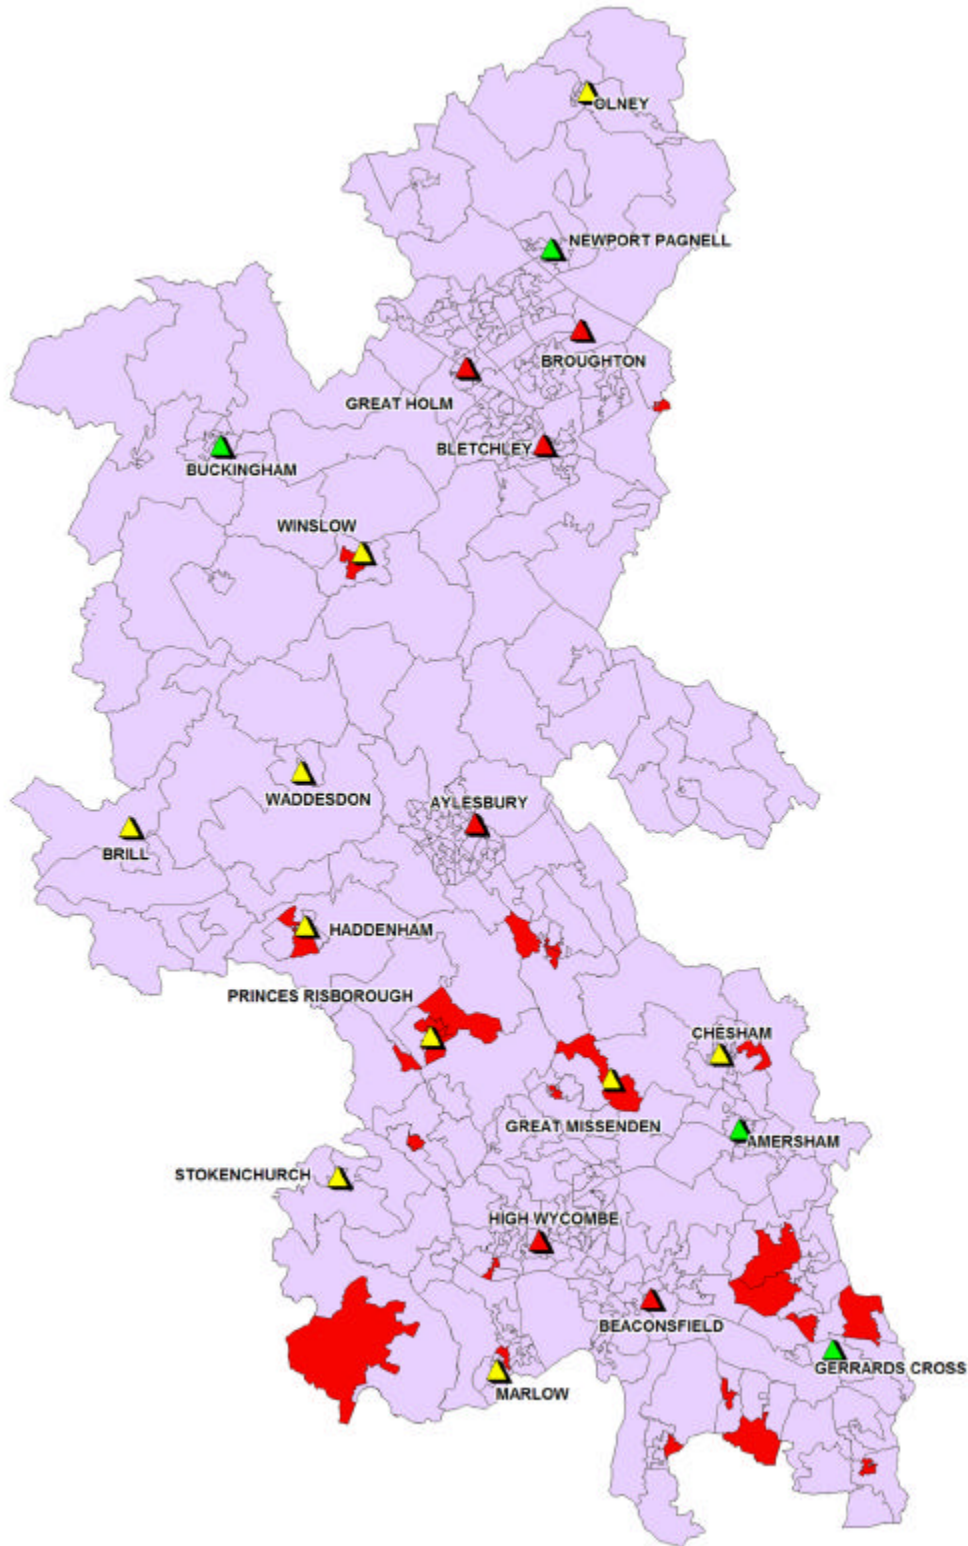 OLNEY
NEWPORT PAGNELL
BROUGHTON
GREAT HOLM
BLETCHLEY
BUCKINGHAM
WINSLOW
WADDESDON
AYLESBURY
BRILL
HADDENHAM
PRINCES RISBOROUGH
CHESHAM
GREAT MISSENDEN
AMERSHAM
STOKENCHURCH
HIGH WYCOMBE
BEACONSFIELD
GERRARDS CROSS
MARLOW